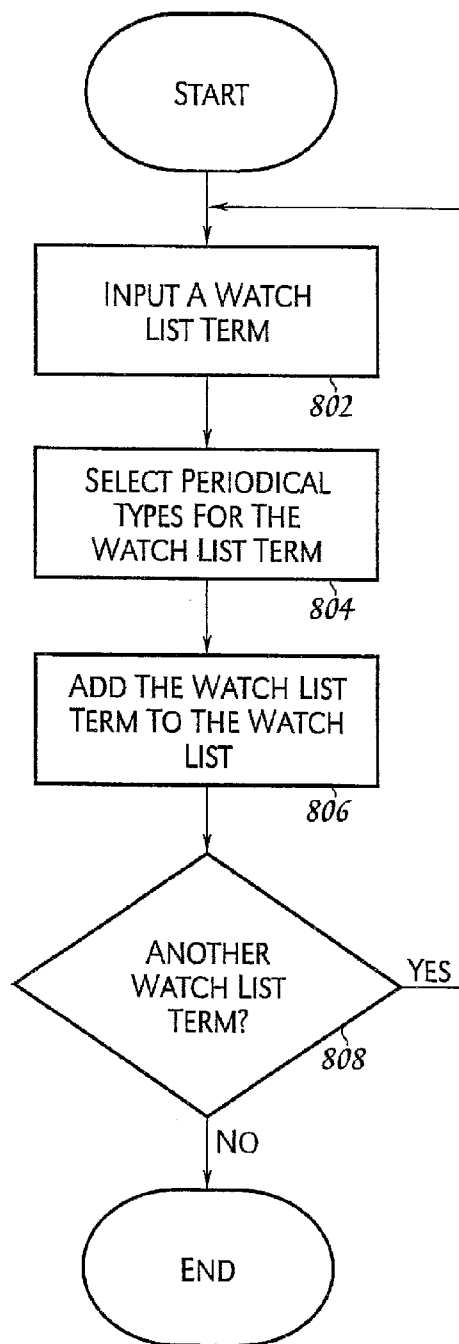 START
INPUT A WATCH
LIST TERM
802
SELECT PERIODICAL
TYPES FOR THE
WATCH LIST TERM
804
ADD THE WATCH LIST
TERM TO THE WATCH
LIST
806
ANOTHER
WATCH LIST
TERM?
YES
808
NO
END